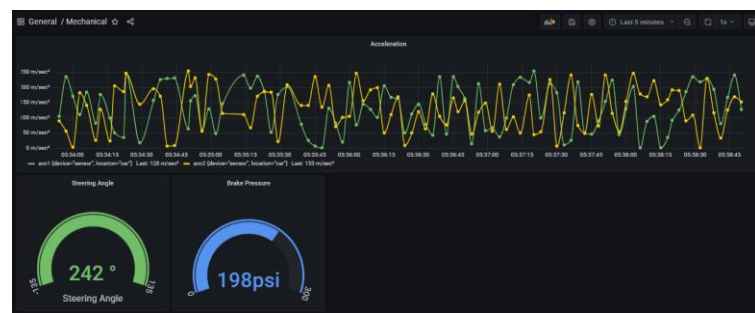 General / Mechanical
Last 5 minutes
1s
Acceleration
250 m/sec²
200 m/sec²
150 m/sec²
100 m/sec²
50 m/sec²
0 m/sec²
05:34:00 05:34:15 05:34:30 05:34:45 05:35:00 05:35:15 05:35:30 05:35:45 05:36:00 05:36:15 05:36:30 05:36:45 05:37:00 05:37:15 05:37:30 05:37:45 05:38:00 05:38:15 05:38:30 05:38:45
acc1 {device="sensor", location="car"} Last: 128 m/sec² acc2 {device="sensor", location="car"} Last: 153 m/sec²
Steering Angle
Brake Pressure
242 °
-135
135
Steering Angle
198psi
0
300